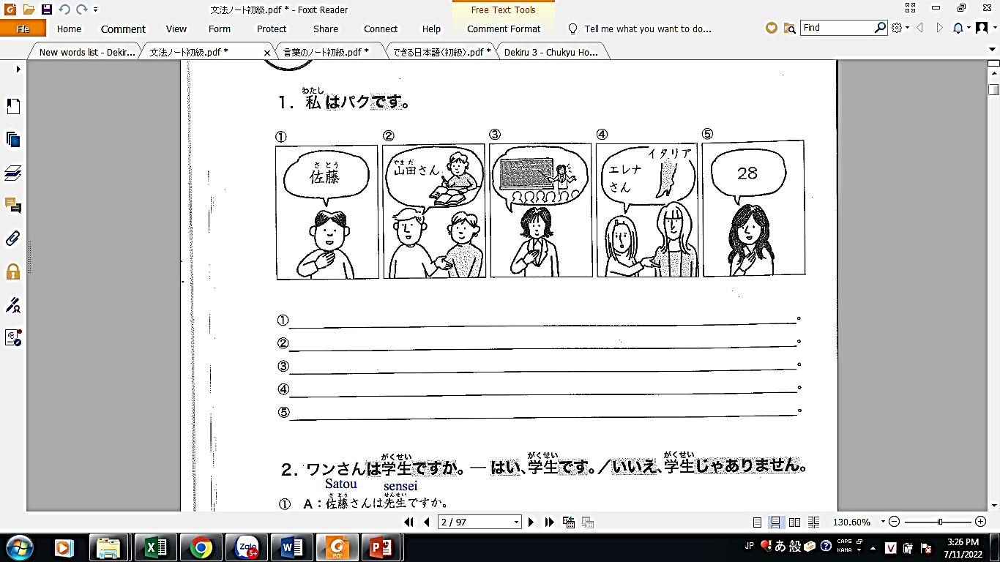 文法ノート初級.pdf * - Foxit Reader
Free Text Tools
File Home Comment View Form Protect Share Connect Help Comment Format Tell me what you want to do... Find
New words list - Dekir... 文法ノート初級.pdf * 言葉のノート初級.pdf * できる日本語(初級).pdf * Dekiru 3 - Chukyu Ho...
わたし
1. 私はパクです。
① ② ③ ④ ⑤
さとう
佐藤
やまだ
山田さん
イタリア
エレナ
さん
28
①。
②。
③。
④。
⑤。
がくせい がくせい がくせい
2. ワンさんは学生ですか。— はい、学生です。/いいえ、学生じゃありません。
Satou sensei
さとう せんせい
① A:佐藤さんは先生ですか。
2 / 97
130.60%
Zalo
5+
PDF
JP あ 般 CAPS KANA V
3:26 PM
7/11/2022